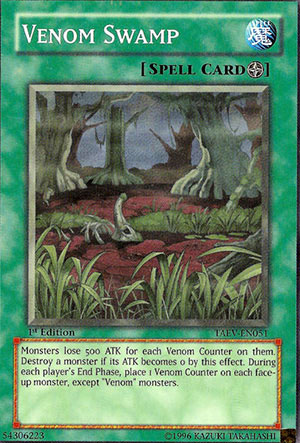 VENOM SWAMP
魔
[SPELL CARD]
1st Edition
TAEV-EN051
Monsters lose 500 ATK for each Venom Counter on them.
Destroy a monster if its ATK becomes 0 by this effect. During
each player's End Phase, place 1 Venom Counter on each face-
up monster, except "Venom" monsters.
54306223
©1996 KAZUKI TAKAHASHI